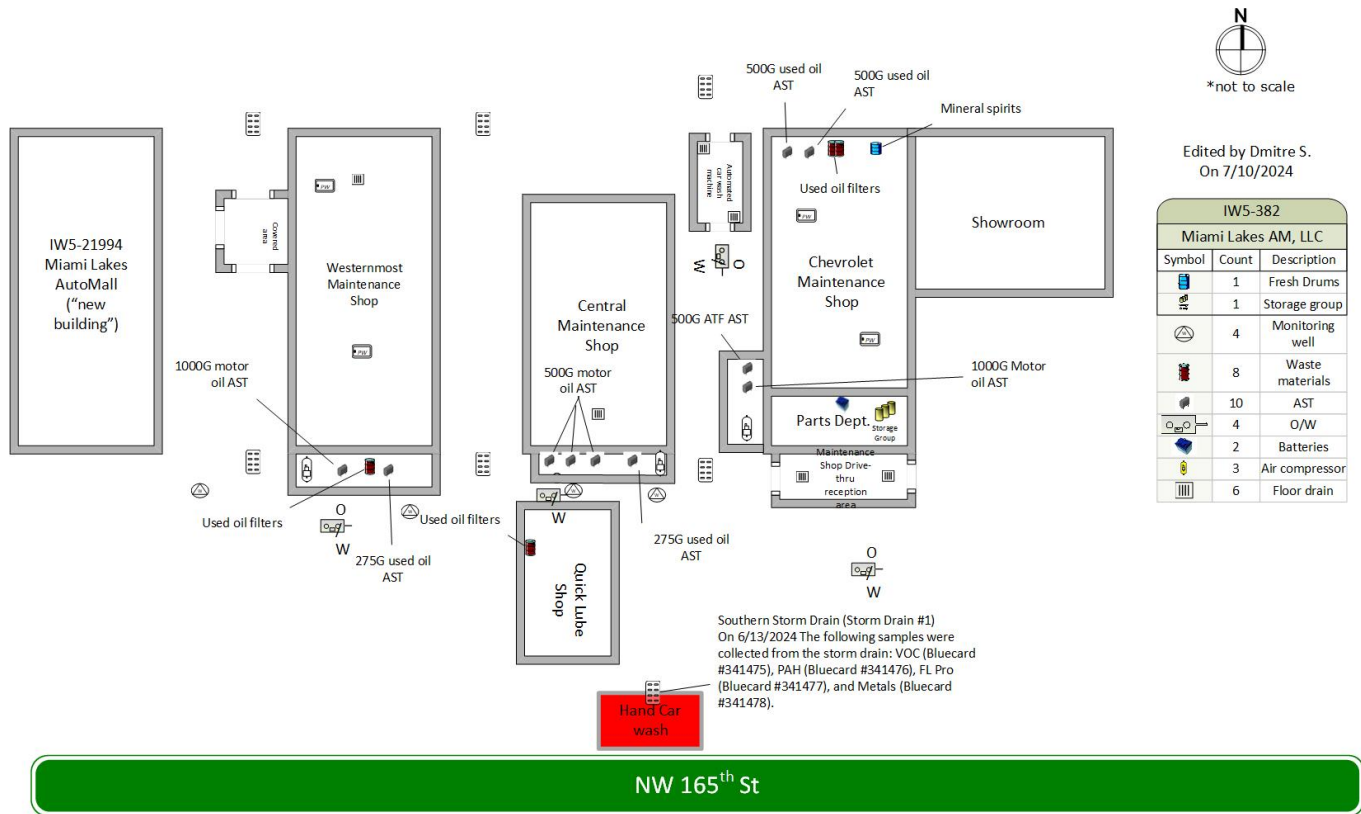 N
*not to scale
Edited by Dmitre S.
On 7/10/2024
IW5-382
Miami Lakes AM, LLC
Symbol Count Description
1 Fresh Drums
1 Storage group
4 Monitoring
well
8 Waste
materials
10 AST
4 O/W
2 Batteries
3 Air compressor
6 Floor drain
500G used oil
AST
500G used oil
AST
Mineral spirits
Used oil filters
Automated
car wash
machine
PW
Chevrolet
Maintenance
Shop
PW
Showroom
O
W
500G ATF AST
1000G Motor
oil AST
Parts Dept.
Storage
Group
Maintenance
Shop Drive-
thru
reception
area
O
W
IW5-21994
Miami Lakes
AutoMall
("new
building")
PW
Covered
area
Westernmost
Maintenance
Shop
PW
1000G motor
oil AST
Used oil filters
O
W
275G used oil
AST
Central
Maintenance
Shop
500G motor
oil AST
O
W
Used oil filters
275G used oil
AST
Quick Lube
Shop
Southern Storm Drain (Storm Drain #1)
On 6/13/2024 The following samples were
collected from the storm drain: VOC (Bluecard
#341475), PAH (Bluecard #341476), FL Pro
(Bluecard #341477), and Metals (Bluecard
#341478).
Hand Car
wash
NW 165th St